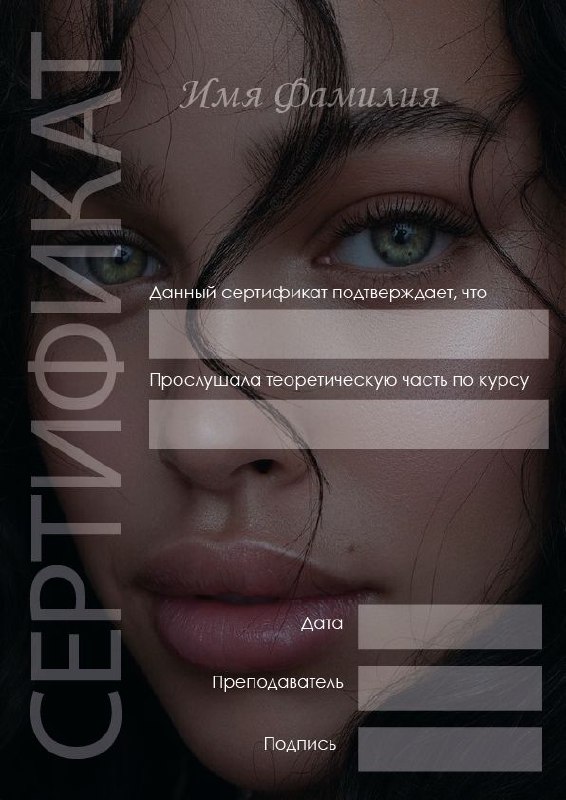 СЕРТИФИКАТ
Имя Фамилия
Данный сертификат подтверждает, что
Прослушала теоретическую часть по курсу
Дата
Преподаватель
Подпись